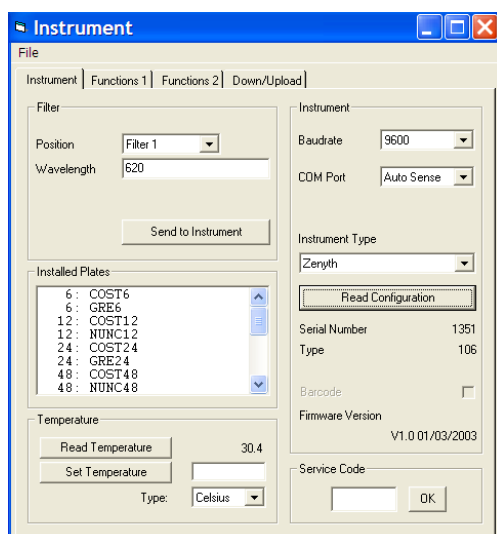 Instrument
File
Instrument Functions 1 Functions 2 Down/Upload
Filter
Position Filter 1
Wavelength 620
Send to Instrument
Installed Plates
6: COST6
6: GRE6
12: COST12
12: NUNC12
24: COST24
24: GRE24
48: COST48
48: NUNC48
Temperature
Read Temperature 30.4
Set Temperature
Type: Celsius
Instrument
Baudrate 9600
COM Port Auto Sense
Instrument Type
Zenyth
Read Configuration
Serial Number 1351
Type 106
Barcode
Firmware Version
V1.0 01/03/2003
Service Code
OK